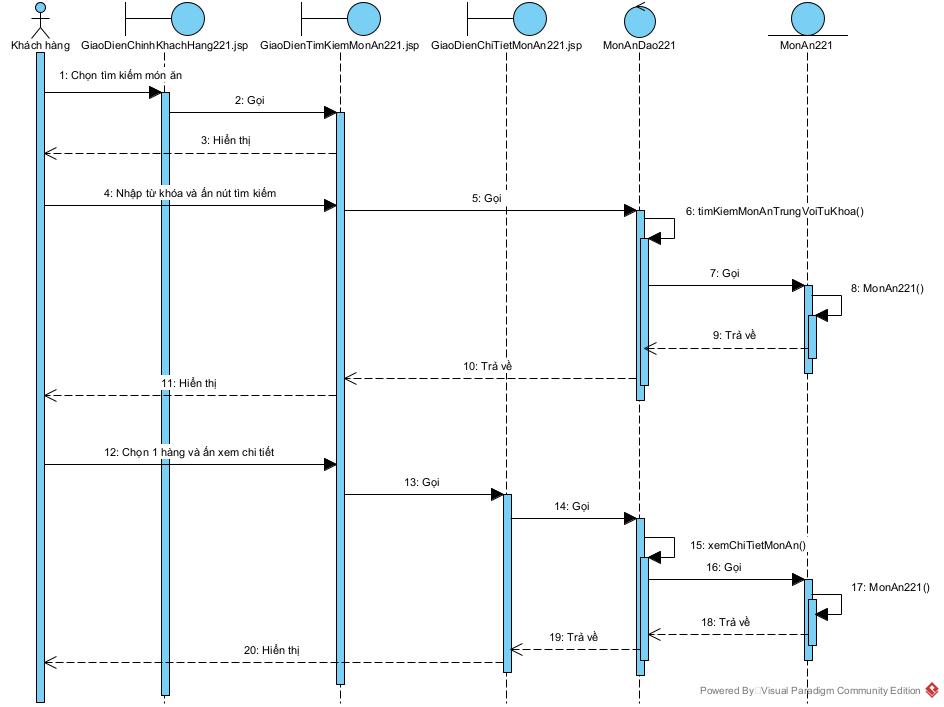 Khách hàng
GiaoDienChinhKhachHang221.jsp
GiaoDienTimKiemMonAn221.jsp
GiaoDienChiTietMonAn221.jsp
MonAnDao221
MonAn221
1: Chọn tìm kiếm món ăn
2: Gọi
3: Hiển thị
4: Nhập từ khóa và ấn nút tìm kiếm
5: Gọi
6: timKiemMonAnTrungVoiTuKhoa()
7: Gọi
8: MonAn221()
9: Trả về
10: Trả về
11: Hiển thị
12: Chọn 1 hàng và ấn xem chi tiết
13: Gọi
14: Gọi
15: xemChiTietMonAn()
16: Gọi
17: MonAn221()
18: Trả về
19: Trả về
20: Hiển thị
Powered By Visual Paradigm Community Edition